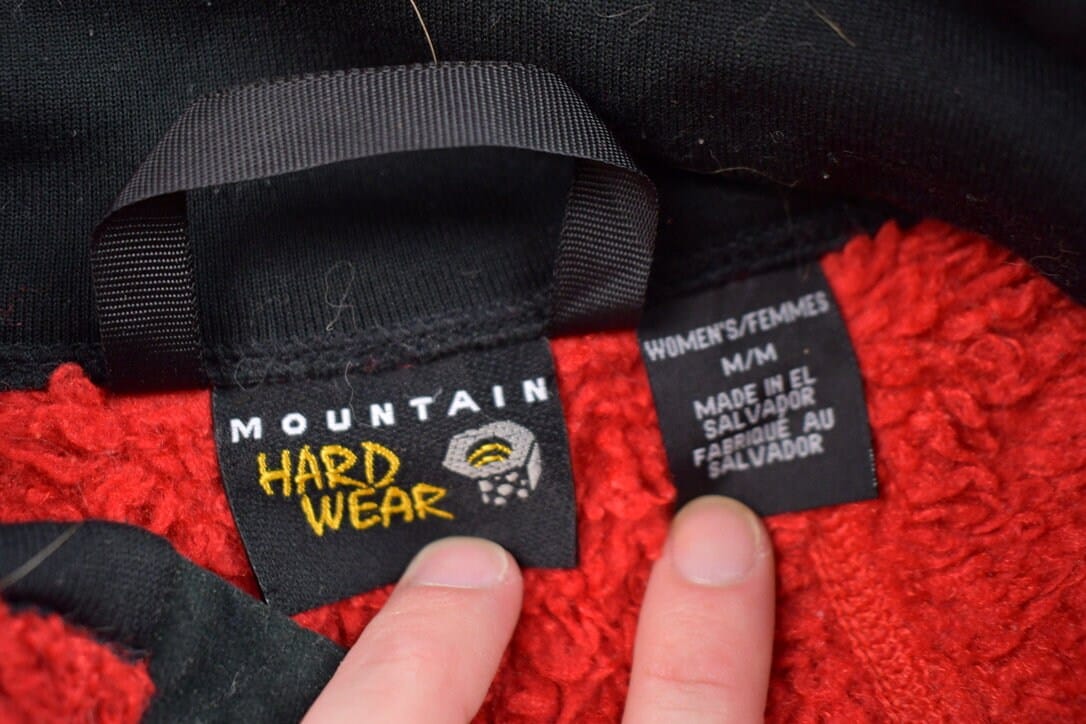 MOUNTAIN
HARD
WEAR
WOMEN'S/FEMMES
M/M
MADE IN EL
SALVADOR
FABRIQUE AU
SALVADOR